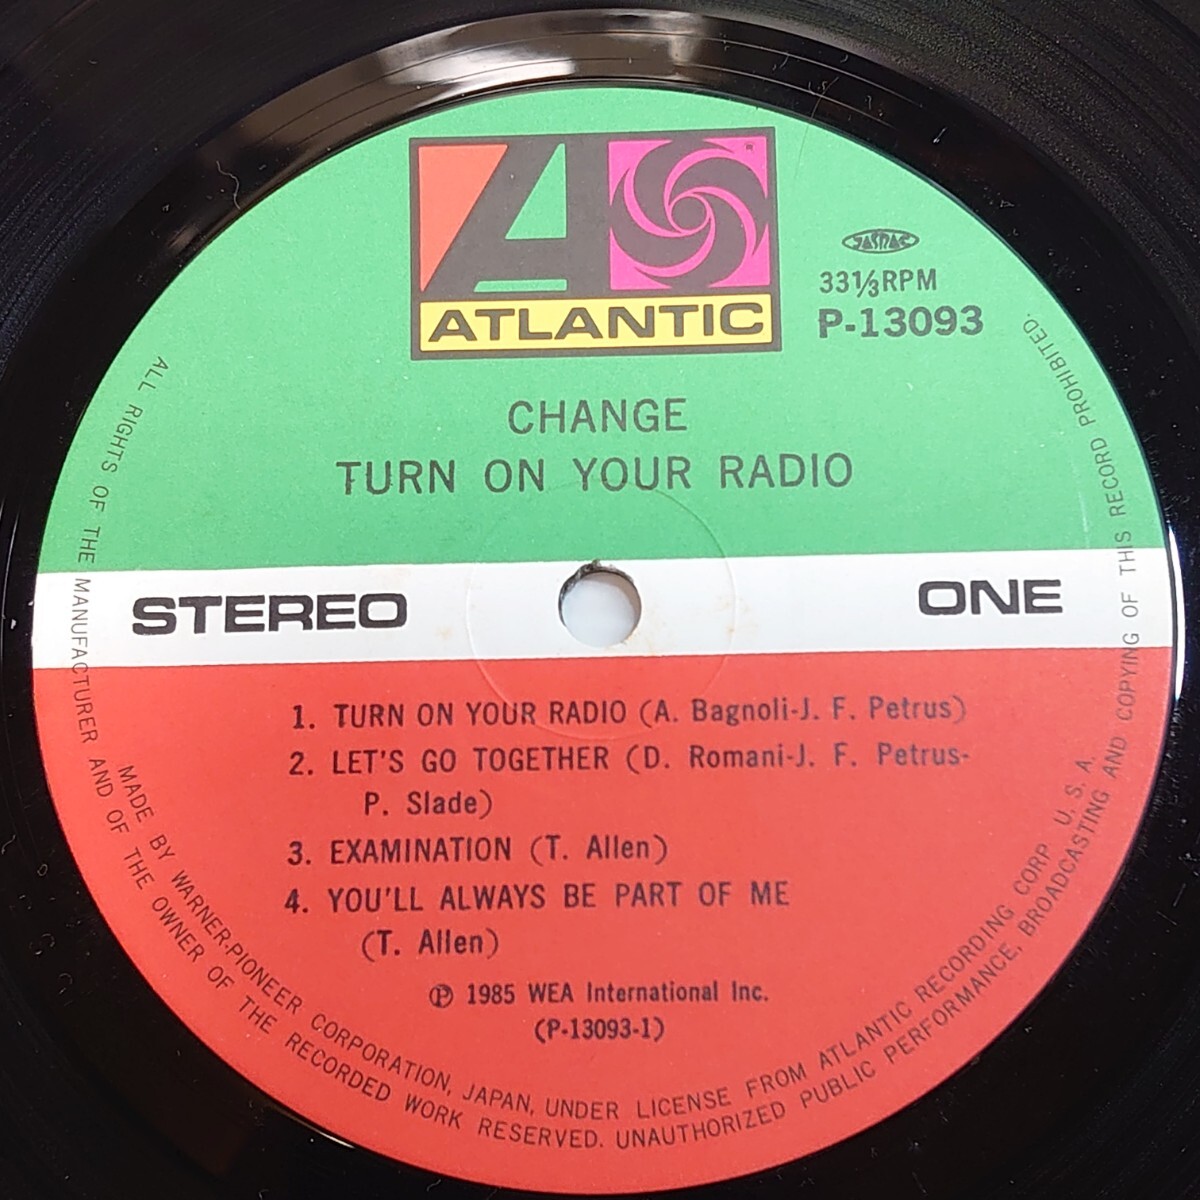 ATLANTIC
JASRAC
33⅓RPM
P-13093
CHANGE
TURN ON YOUR RADIO
STEREO
ONE
1. TURN ON YOUR RADIO (A. Bagnoli-J. F. Petrus)
2. LET'S GO TOGETHER (D. Romani-J. F. Petrus-
P. Slade)
3. EXAMINATION (T. Allen)
4. YOU'LL ALWAYS BE PART OF ME
(T. Allen)
℗ 1985 WEA International Inc.
(P-13093-1)
MADE BY WARNER-PIONEER CORPORATION, JAPAN, UNDER LICENSE FROM ATLANTIC RECORDING CORP. U. S. A.
ALL RIGHTS OF THE MANUFACTURER AND OF THE OWNER OF THE RECORDED WORK RESERVED. UNAUTHORIZED PUBLIC PERFORMANCE, BROADCASTING AND COPYING OF THIS RECORD PROHIBITED.